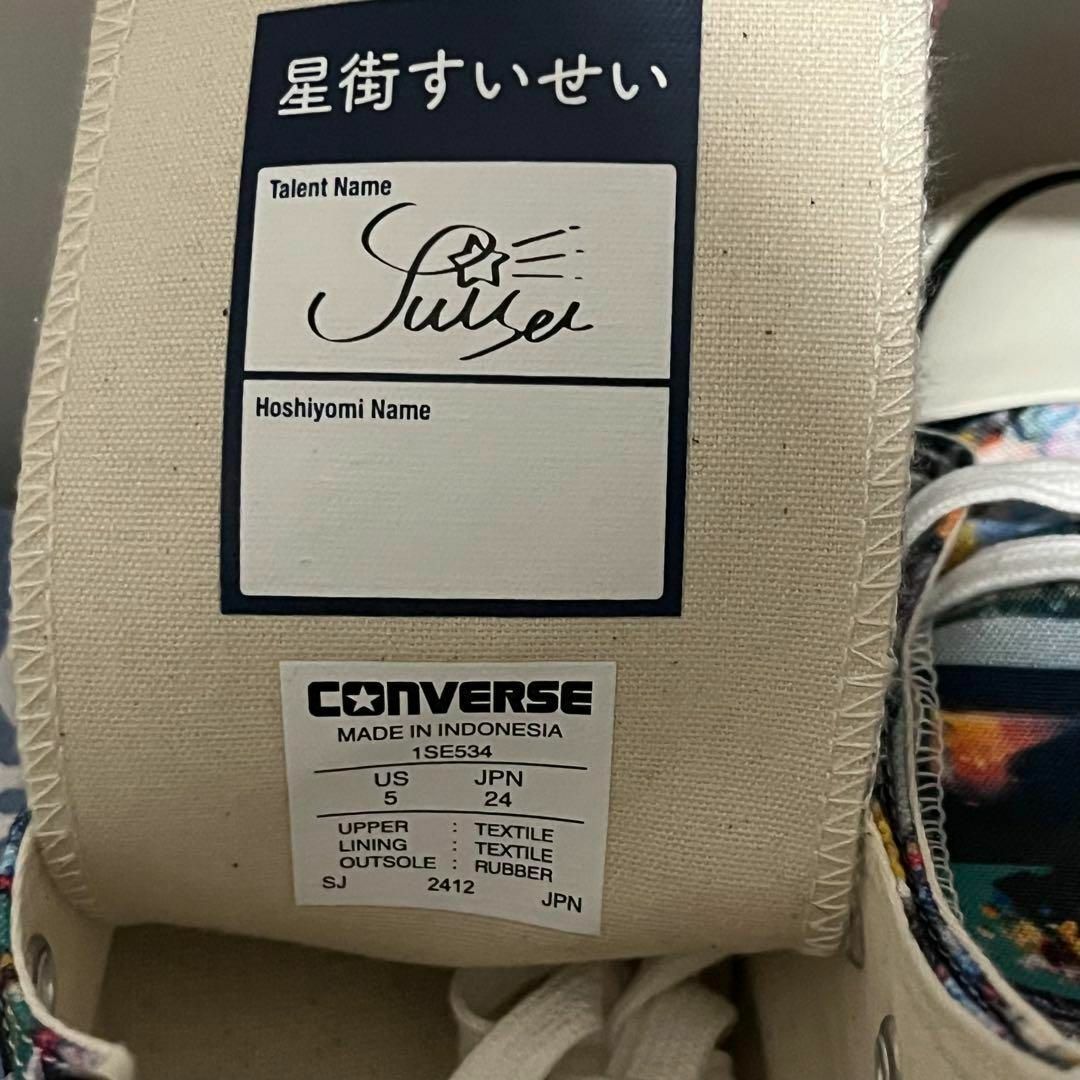 星街すいせい
Talent Name
Suisei
Hoshiyomi Name
CONVERSE
MADE IN INDONESIA
1SE534
US JPN
5 24
UPPER : TEXTILE
LINING : TEXTILE
OUTSOLE : RUBBER
SJ 2412 JPN